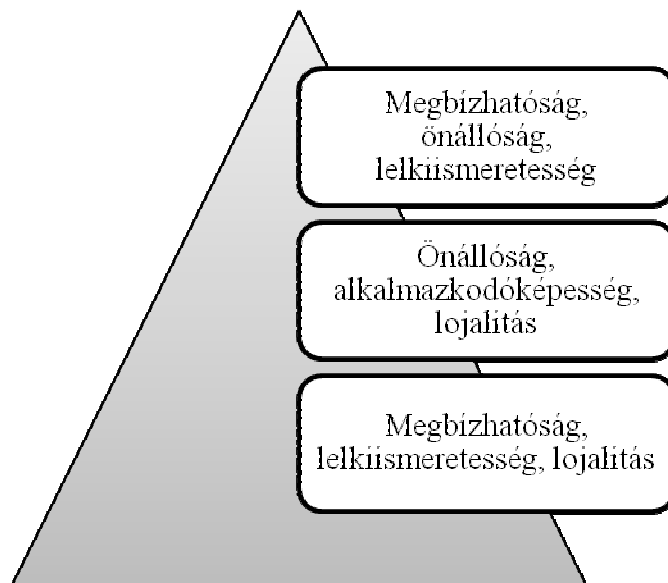 Megbízhatóság,
önállóság,
lelkiismeretesség
Önállóság,
alkalmazkodóképesség,
lojalitás
Megbízhatóság,
lelkiismeretesség, lojalitás